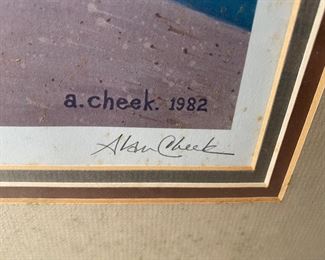 a. cheek. 1982
Alan Cheek